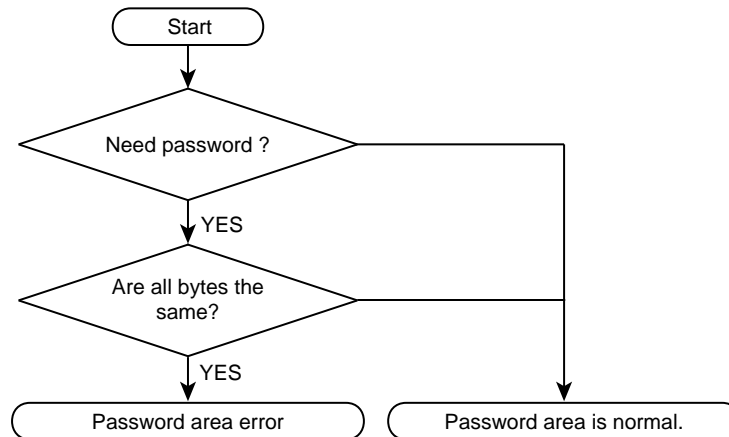 Start
Need password ?
YES
Are all bytes the
same?
YES
Password area error
Password area is normal.